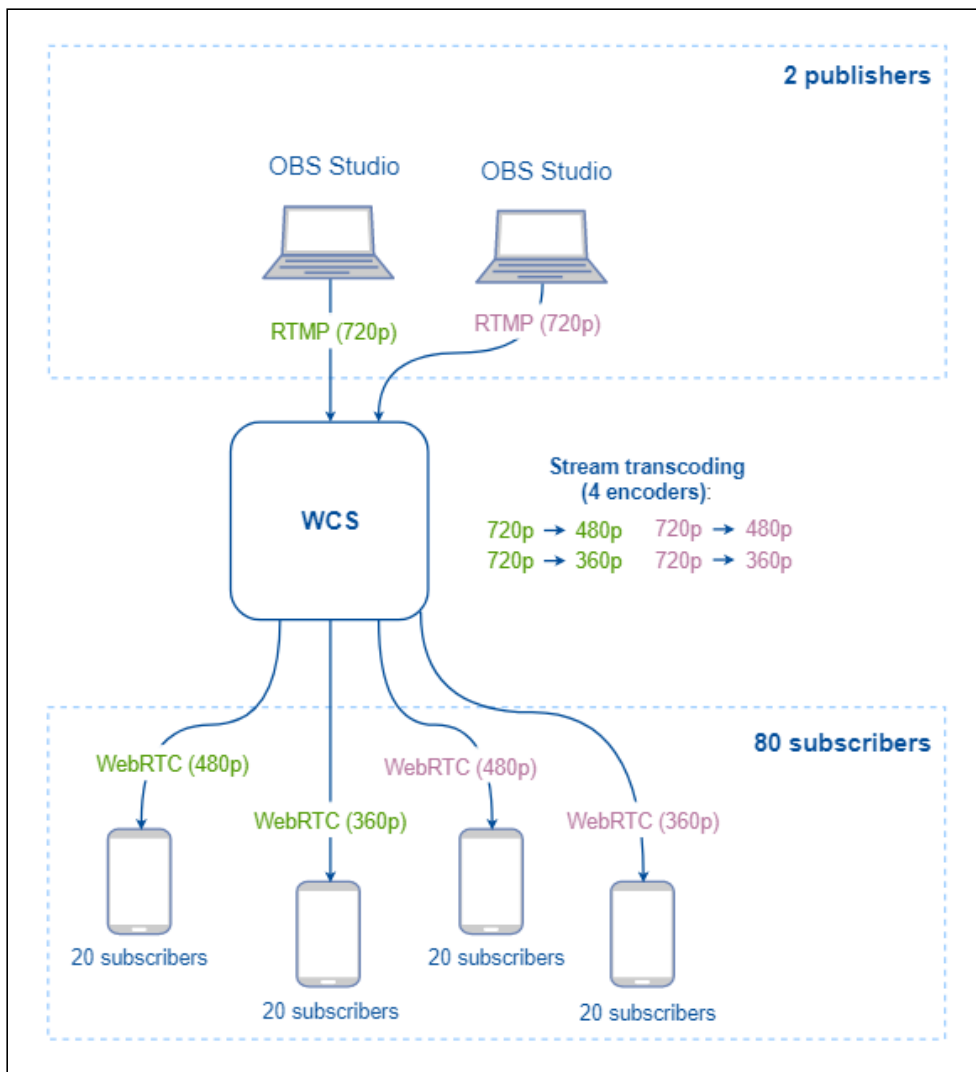 2 publishers
OBS Studio
OBS Studio
RTMP (720p)
RTMP (720p)
WCS
Stream transcoding
(4 encoders):
720p → 480p 720p → 480p
720p → 360p 720p → 360p
80 subscribers
WebRTC (480p)
WebRTC (480p)
WebRTC (360p)
WebRTC (360p)
20 subscribers
20 subscribers
20 subscribers
20 subscribers